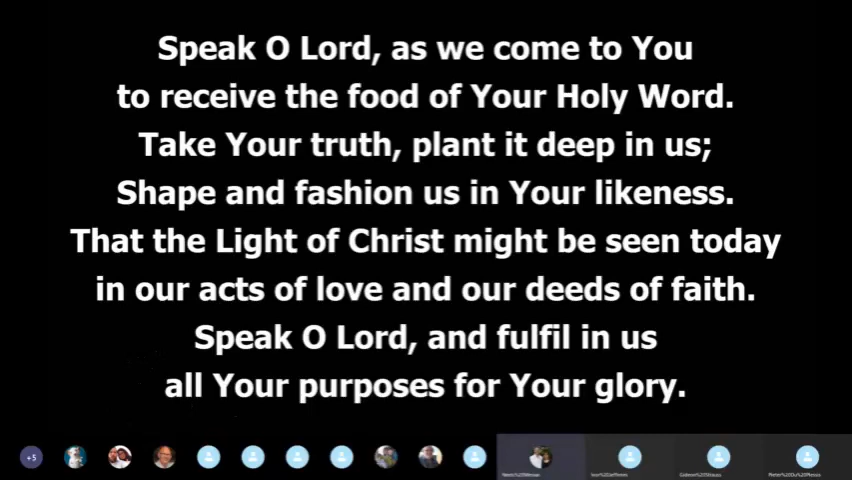 Speak O Lord, as we come to You
to receive the food of Your Holy Word.
Take Your truth, plant it deep in us;
Shape and fashion us in Your likeness.
That the Light of Christ might be seen today
in our acts of love and our deeds of faith.
Speak O Lord, and fulfil in us
all Your purposes for Your glory.
+5